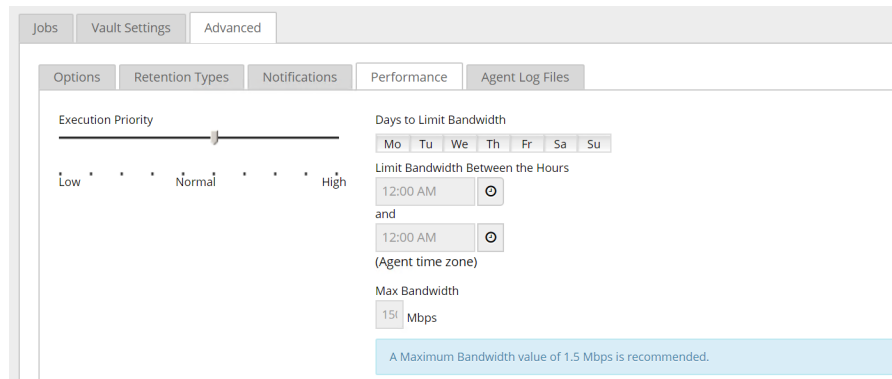 Jobs Vault Settings Advanced
Options Retention Types Notifications Performance Agent Log Files
Execution Priority
Low Normal High
Days to Limit Bandwidth
Mo Tu We Th Fr Sa Su
Limit Bandwidth Between the Hours
12:00 AM
and
12:00 AM
(Agent time zone)
Max Bandwidth
Mbps
A Maximum Bandwidth value of 1.5 Mbps is recommended.